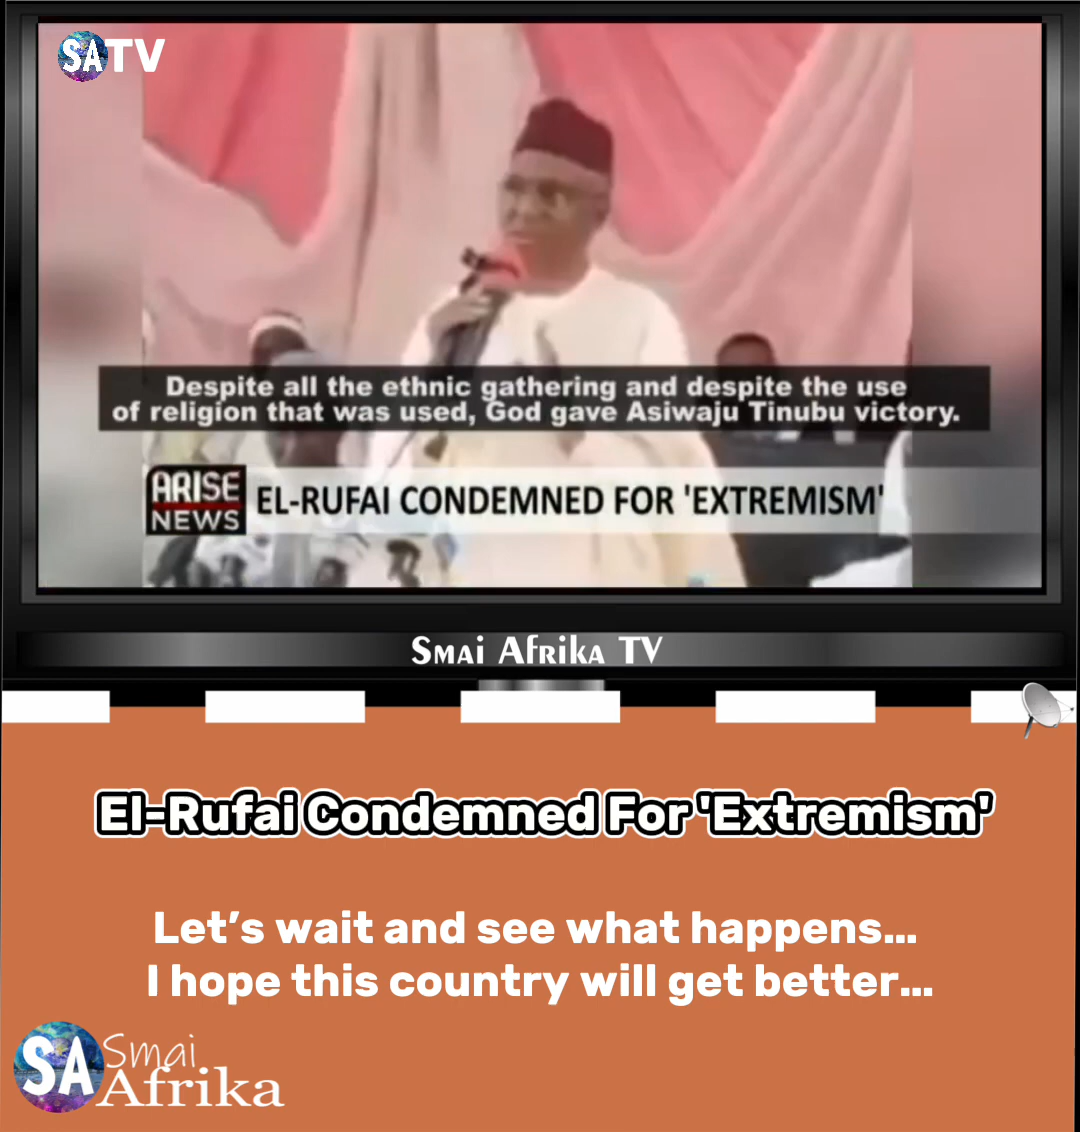 SATV
Despite all the ethnic gathering and despite the use
of religion that was used, God gave Asiwaju Tinubu victory.
ARISE
NEWS
EL-RUFAI CONDEMNED FOR 'EXTREMISM'
Smai Afrika TV
El-Rufai Condemned For 'Extremism'
Let’s wait and see what happens...
I hope this country will get better...
SA
Smai
Afrika